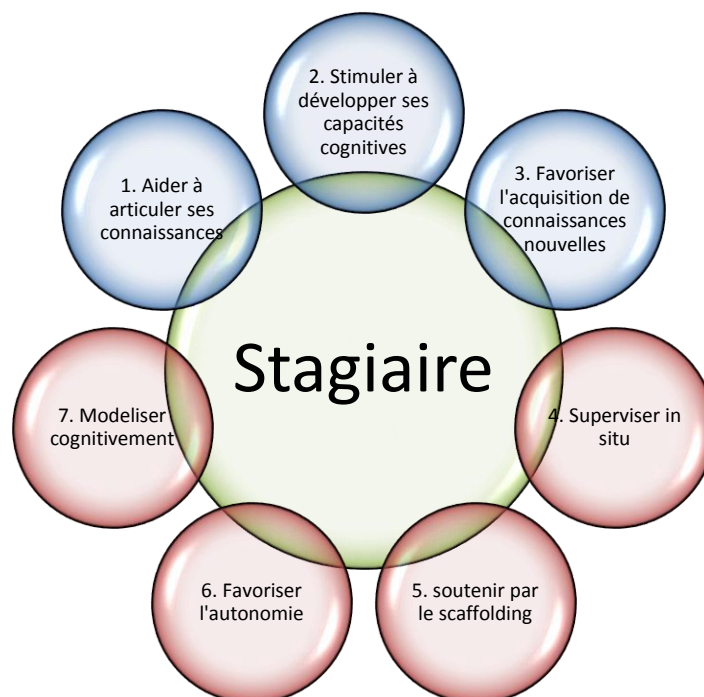 2. Stimuler à
développer ses
capacités
cognitives
1. Aider à
articuler ses
connaissances
3. Favoriser
l'acquisition de
connaissances
nouvelles
Stagiaire
7. Modeliser
cognitivement
4. Superviser in
situ
6. Favoriser
l'autonomie
5. soutenir par
le scaffolding